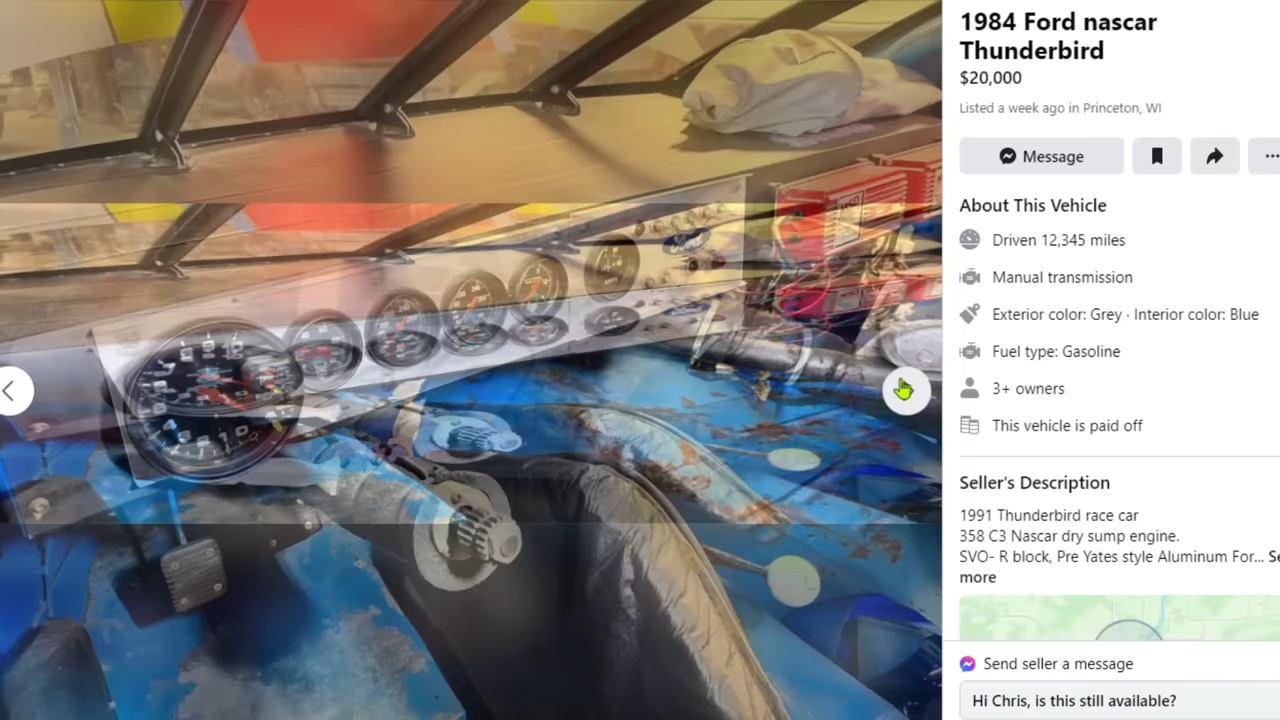 1984 Ford nascar
Thunderbird
$20,000
Listed a week ago in Princeton, WI
Message
About This Vehicle
Driven 12,345 miles
Manual transmission
Exterior color: Grey · Interior color: Blue
Fuel type: Gasoline
3+ owners
This vehicle is paid off
Seller's Description
1991 Thunderbird race car
358 C3 Nascar dry sump engine.
SVO- R block, Pre Yates style Aluminum For... Se
more
Send seller a message
Hi Chris, is this still available?